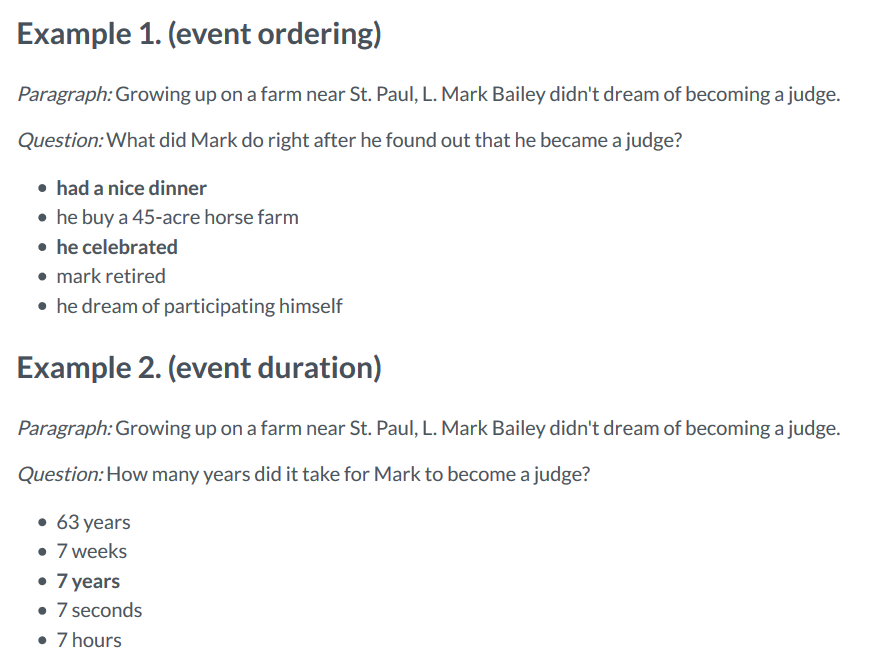 Example 1. (event ordering)
Paragraph: Growing up on a farm near St. Paul, L. Mark Bailey didn't dream of becoming a judge.
Question: What did Mark do right after he found out that he became a judge?
• had a nice dinner
• he buy a 45-acre horse farm
• he celebrated
• mark retired
• he dream of participating himself
Example 2. (event duration)
Paragraph: Growing up on a farm near St. Paul, L. Mark Bailey didn't dream of becoming a judge.
Question: How many years did it take for Mark to become a judge?
• 63 years
• 7 weeks
• 7 years
• 7 seconds
• 7 hours